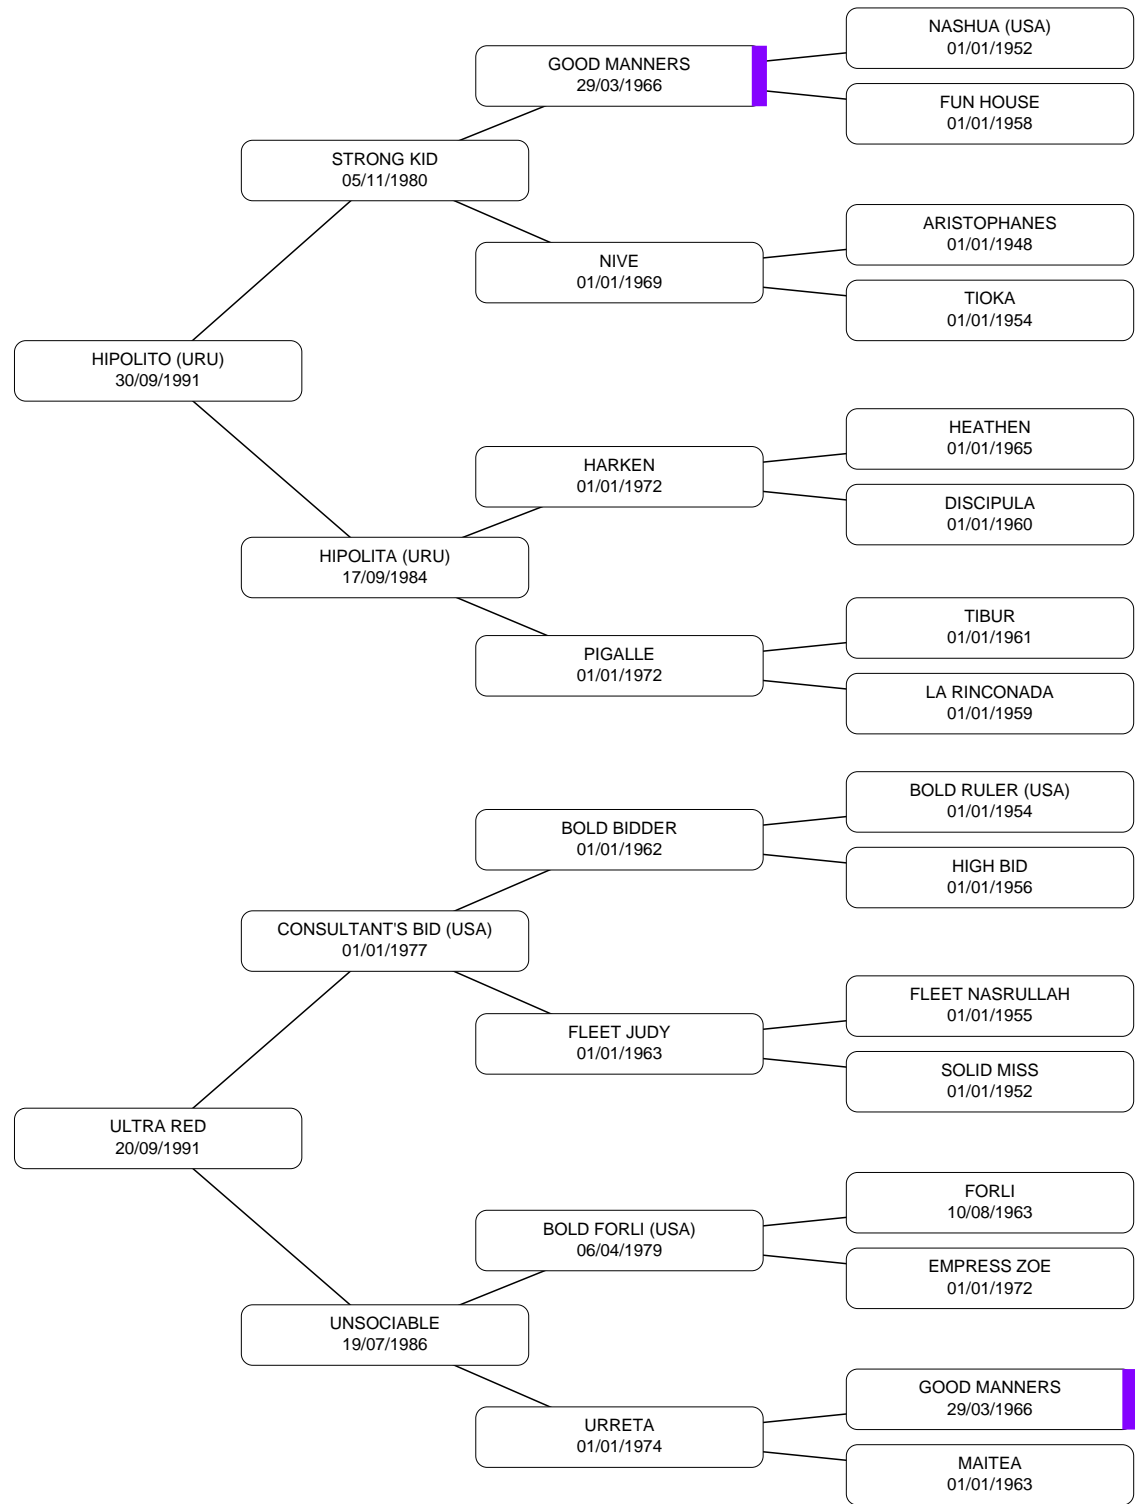 NASHUA (USA)
01/01/1952
GOOD MANNERS
29/03/1966
FUN HOUSE
01/01/1958
STRONG KID
05/11/1980
ARISTOPHANES
01/01/1948
NIVE
01/01/1969
TIOKA
01/01/1954
HIPOLITO (URU)
30/09/1991
HEATHEN
01/01/1965
HARKEN
01/01/1972
DISCIPULA
01/01/1960
HIPOLITA (URU)
17/09/1984
TIBUR
01/01/1961
PIGALLE
01/01/1972
LA RINCONADA
01/01/1959
BOLD RULER (USA)
01/01/1954
BOLD BIDDER
01/01/1962
HIGH BID
01/01/1956
CONSULTANT'S BID (USA)
01/01/1977
FLEET NASRULLAH
01/01/1955
FLEET JUDY
01/01/1963
SOLID MISS
01/01/1952
ULTRA RED
20/09/1991
FORLI
10/08/1963
BOLD FORLI (USA)
06/04/1979
EMPRESS ZOE
01/01/1972
UNSOCIABLE
19/07/1986
GOOD MANNERS
29/03/1966
URRETA
01/01/1974
MAITEA
01/01/1963